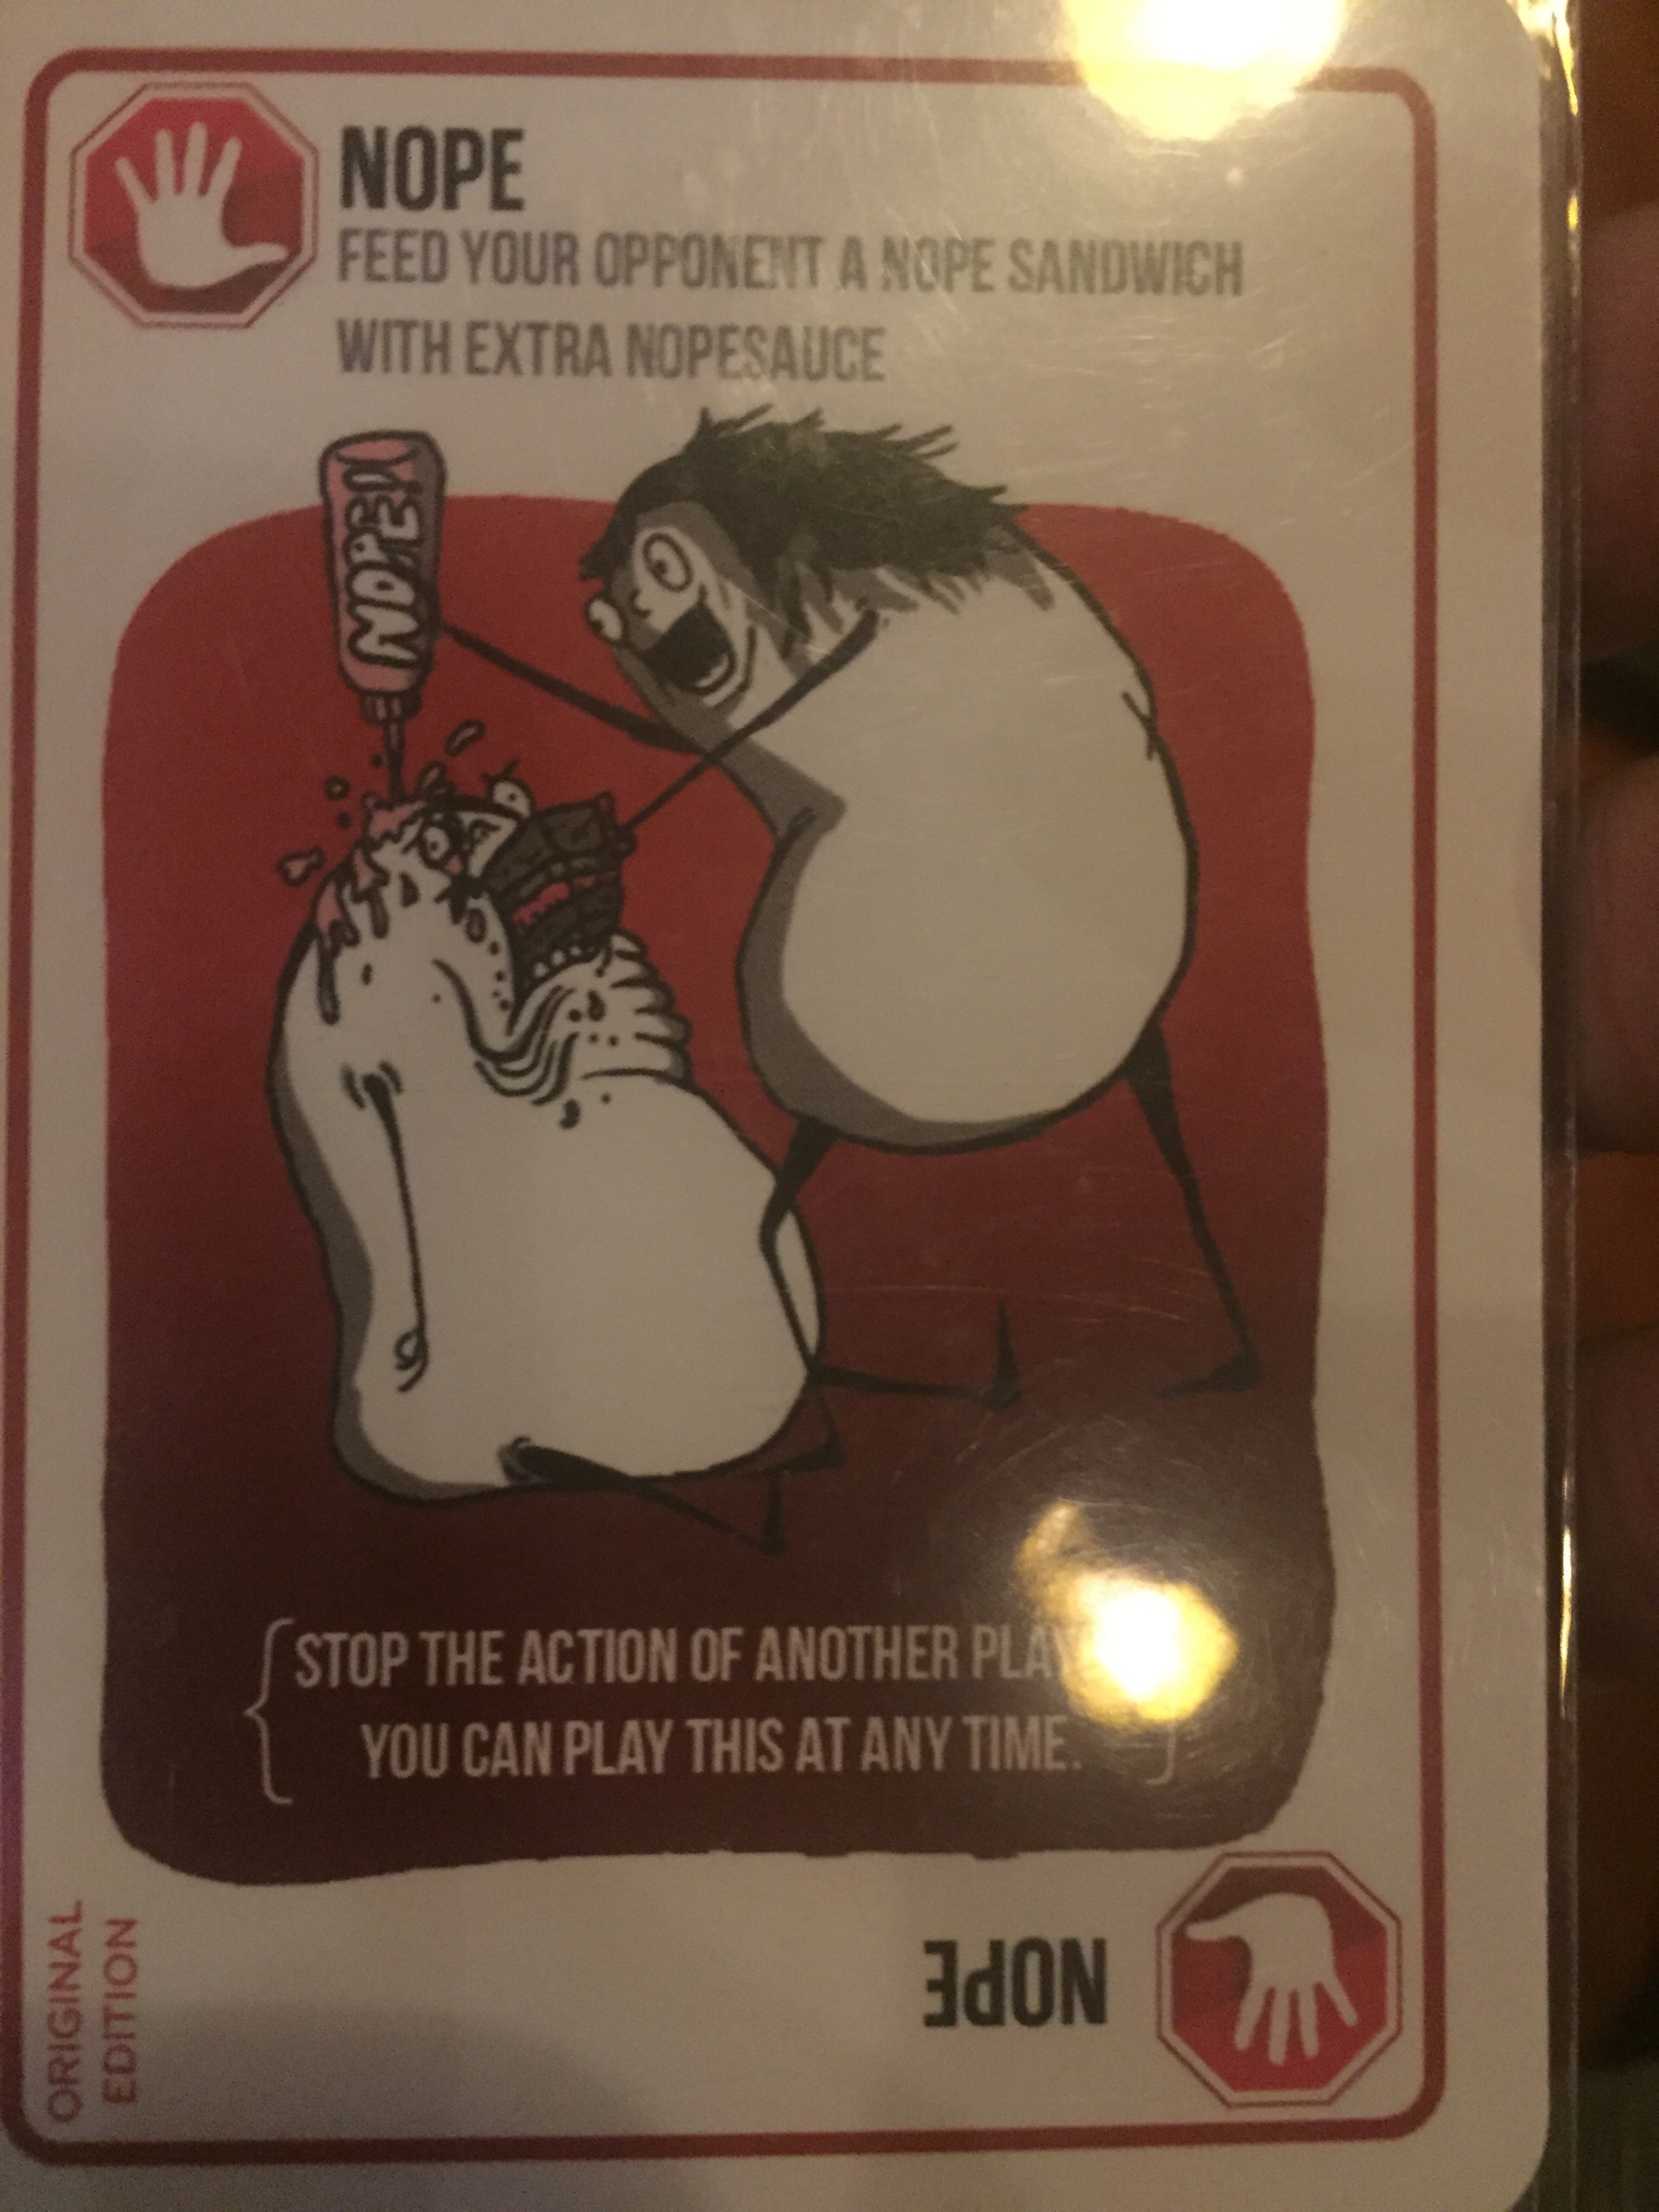 NOPE
FEED YOUR OPPONENT A NOPE SANDWICH
WITH EXTRA NOPESAUCE
NOPE!
STOP THE ACTION OF ANOTHER
YOU CAN PLAY THIS AT ANY TIME.
NOPE
ORIGINAL
EDITION